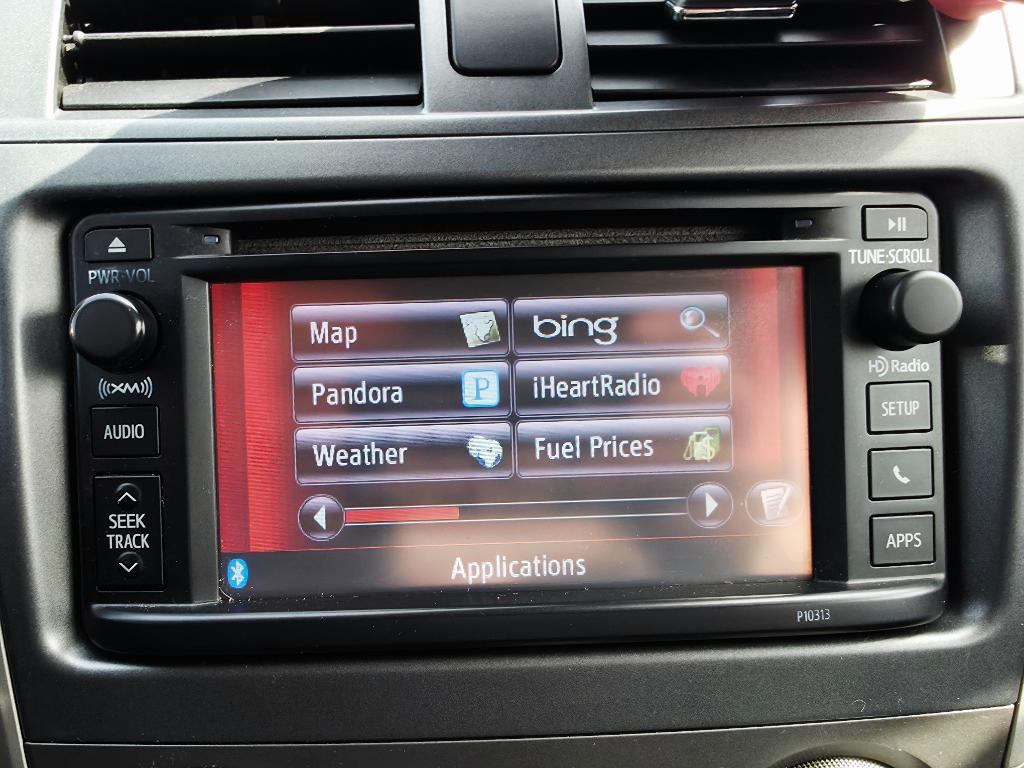 PWR·VOL
TUNE·SCROLL
((XM))
AUDIO
SEEK
TRACK
Map
bing
Pandora
P
iHeartRadio
Weather
Fuel Prices
$
Applications
HD Radio
SETUP
APPS
P10313